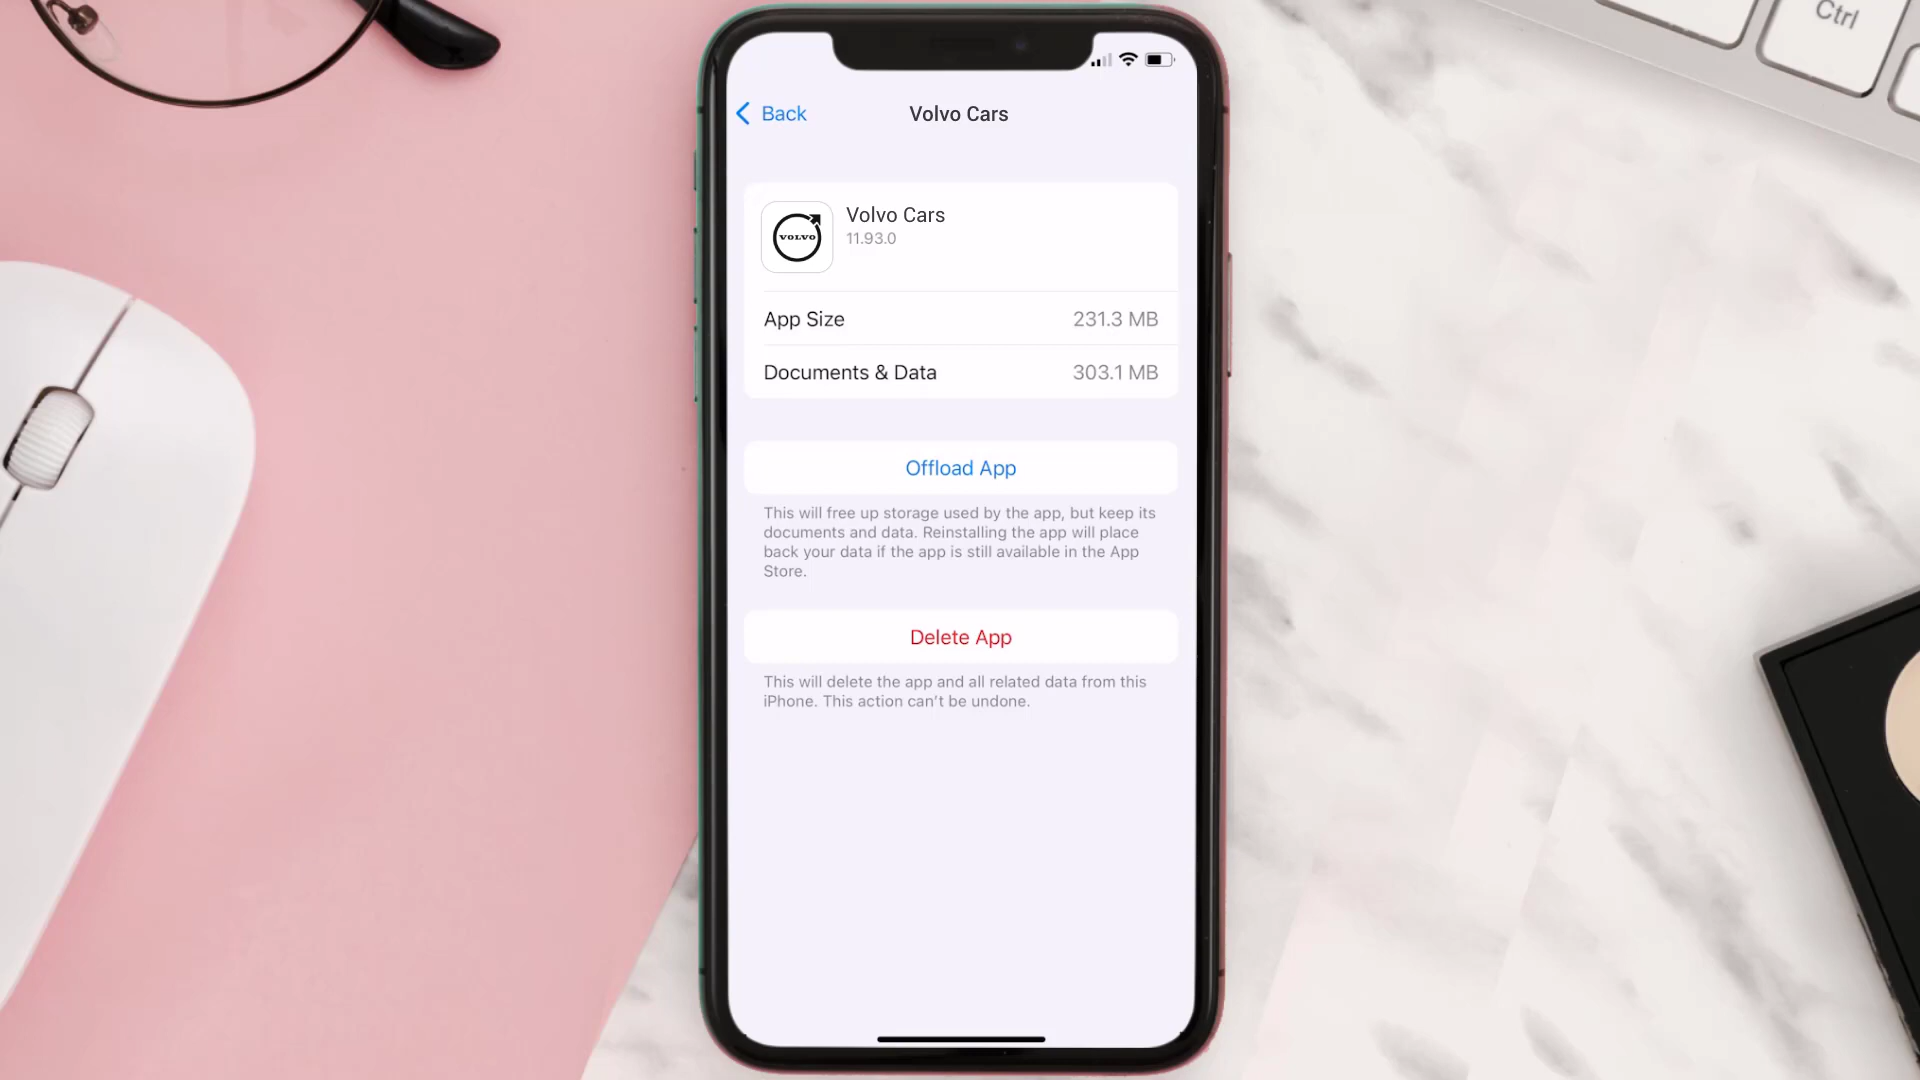 Ctrl
Back
Volvo Cars
VOLVO
Volvo Cars
11.93.0
App Size
231.3 MB
Documents & Data
303.1 MB
Offload App
This will free up storage used by the app, but keep its
documents and data. Reinstalling the app will place
back your data if the app is still available in the App
Store.
Delete App
This will delete the app and all related data from this
iPhone. This action can't be undone.